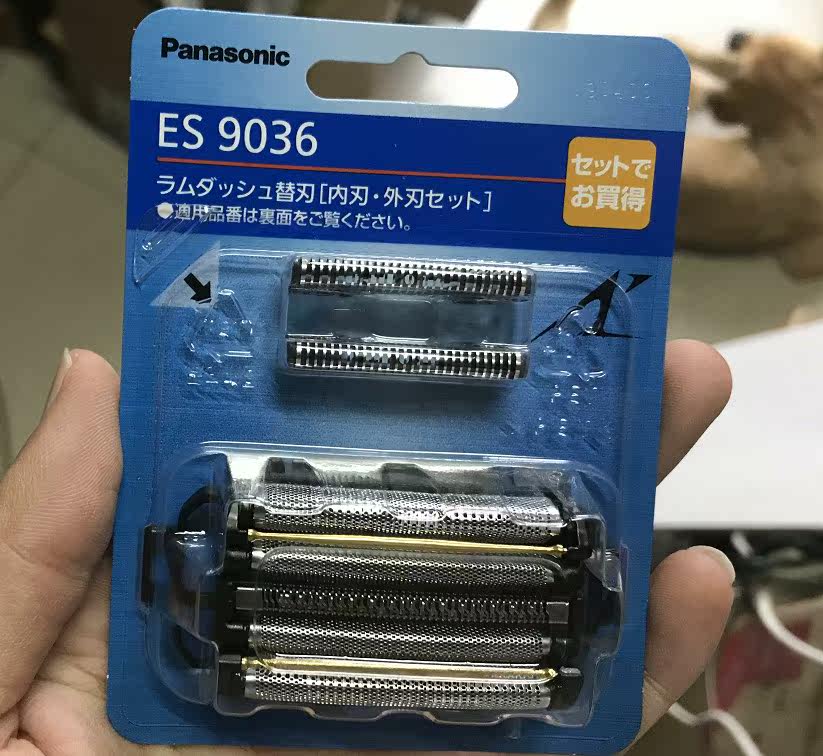 Panasonic
ES 9036
セットで
お買得
ラムダッシュ替刃[内刃・外刃セット]
●適用品番は裏面をご覧ください。